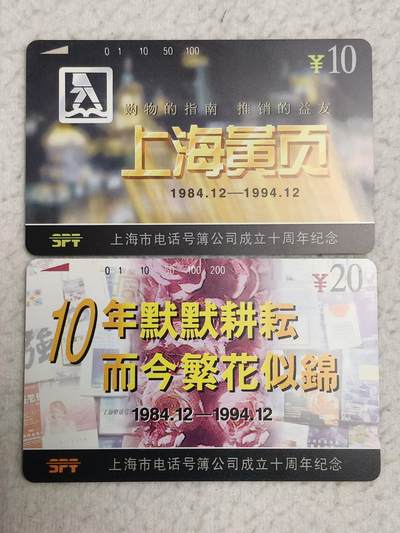 0 1 10 50 100
¥10
购物的指南 推销的益友
上海黄页
1984.12—1994.12
SPT 上海市电话号簿公司成立十周年纪念
0 1 10 50 100 200
¥20
10年默默耕耘
而今繁花似錦
1984.12—1994.12
SPT 上海市电话号簿公司成立十周年纪念